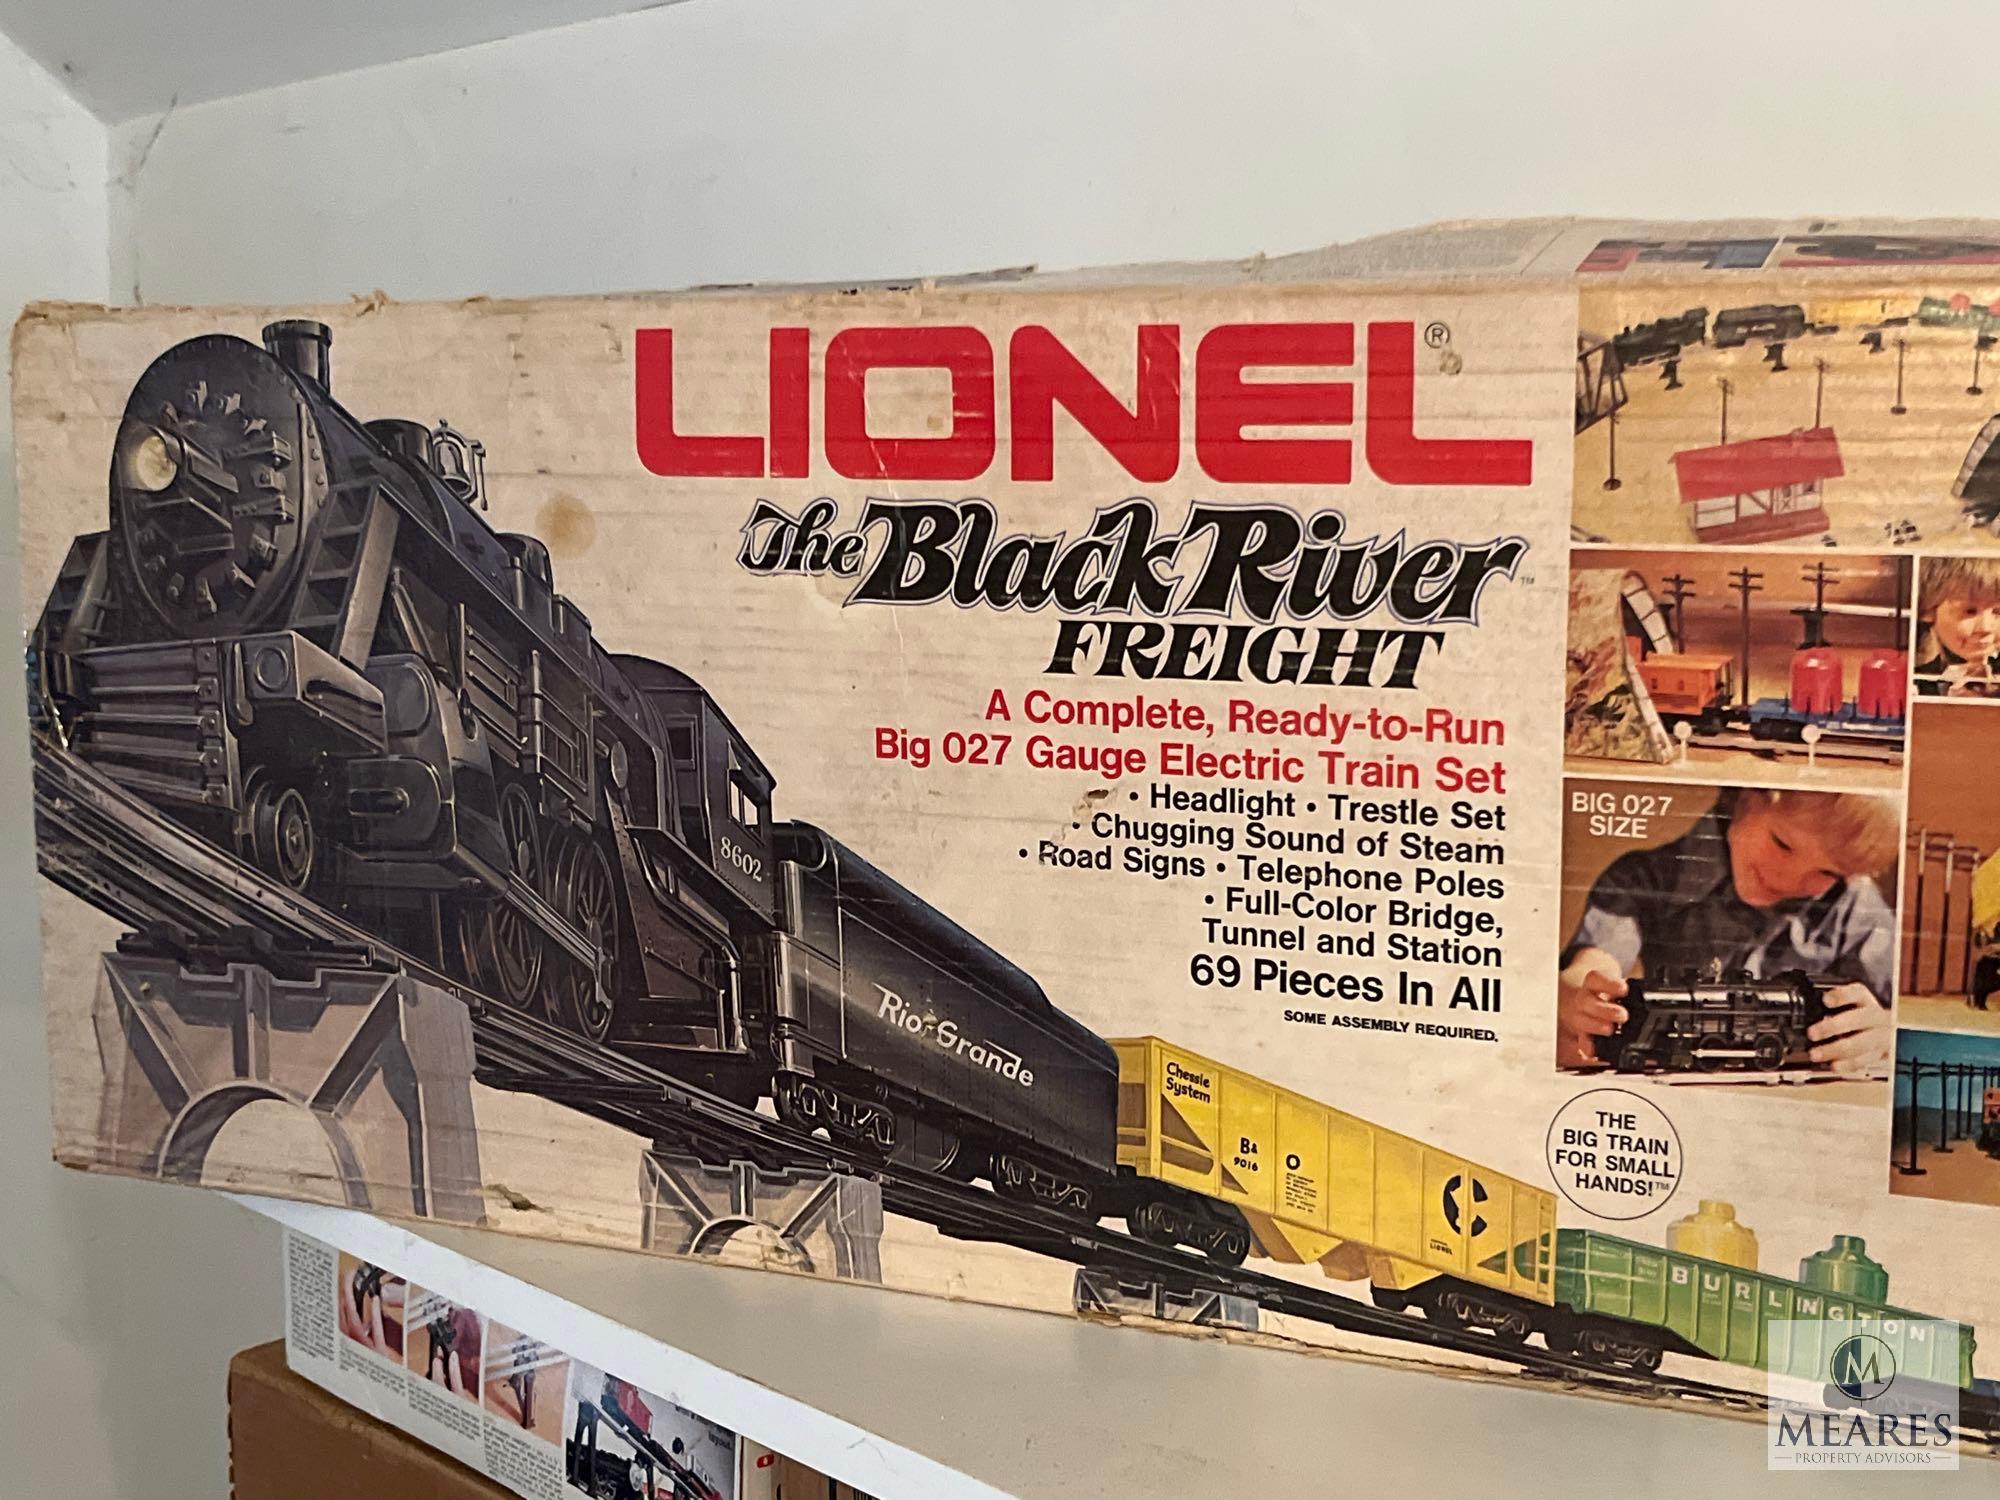 LIONEL®
The Black River™
FREIGHT
A Complete, Ready-to-Run
Big 027 Gauge Electric Train Set
• Headlight • Trestle Set
• Chugging Sound of Steam
• Road Signs • Telephone Poles
• Full-Color Bridge,
Tunnel and Station
69 Pieces In All
SOME ASSEMBLY REQUIRED.
BIG 027
SIZE
8602
Rio Grande
Chessie
System
B&O
9016
LIONEL
THE
BIG TRAIN
FOR SMALL
HANDS!™
BURLINGTON
M
MEARES
PROPERTY ADVISORS